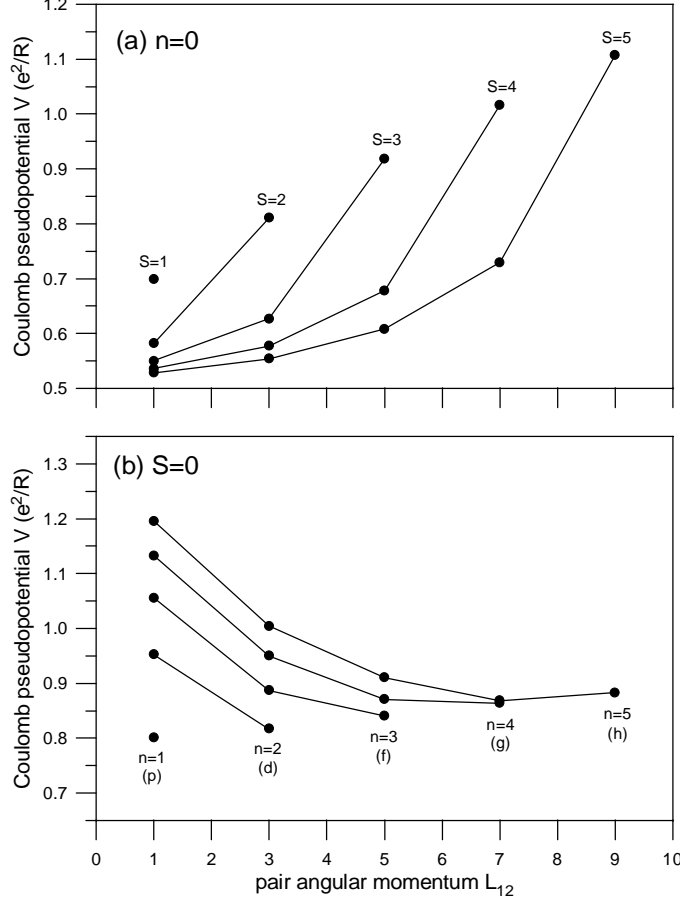 1.2
(a) n=0
S=5
1.1
S=4
1.0
S=3
0.9
S=2
0.8
S=1
0.7
0.6
0.5
Coulomb pseudopotential V (e²/R)
(b) S=0
1.3
1.2
1.1
1.0
0.9
0.8
0.7
Coulomb pseudopotential V (e²/R)
n=1
(p)
n=2
(d)
n=3
(f)
n=4
(g)
n=5
(h)
0 1 2 3 4 5 6 7 8 9 10
pair angular momentum L₁₂